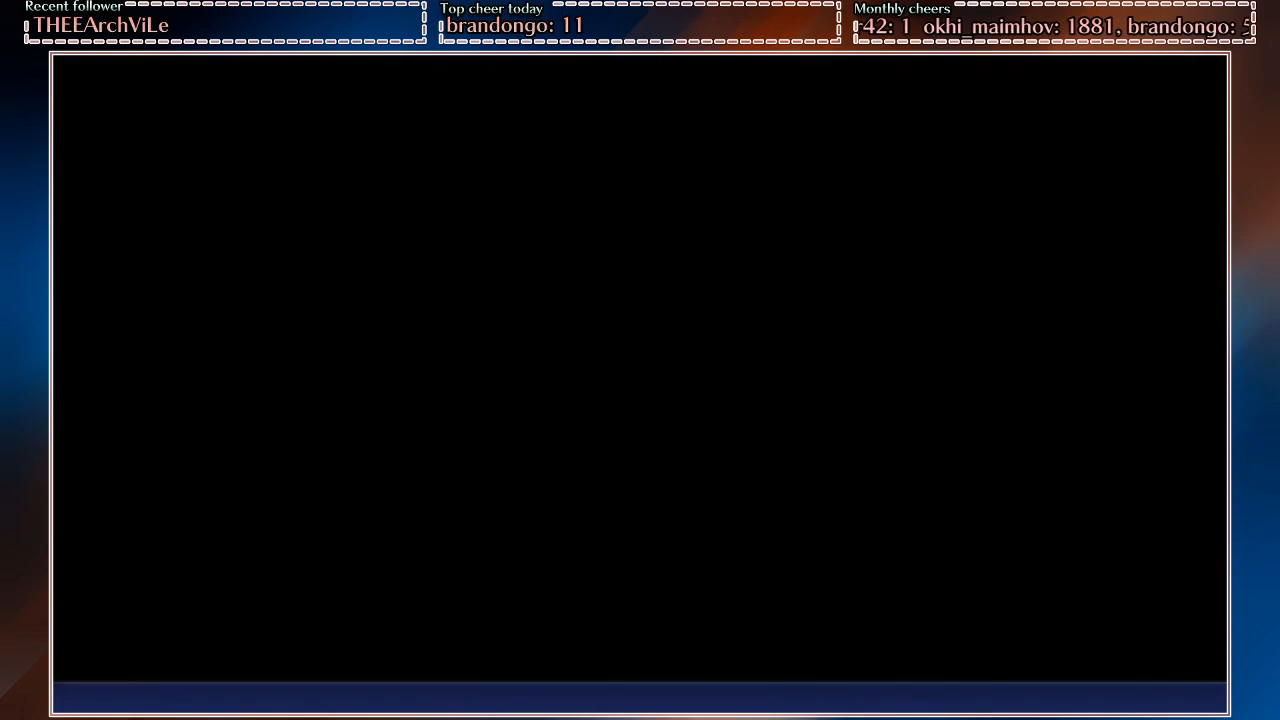 Recent follower
THEEArchViLe
Top cheer today
brandongo: 11
Monthly cheers
42: 1 okhi_maimhov: 1881, brandongo: